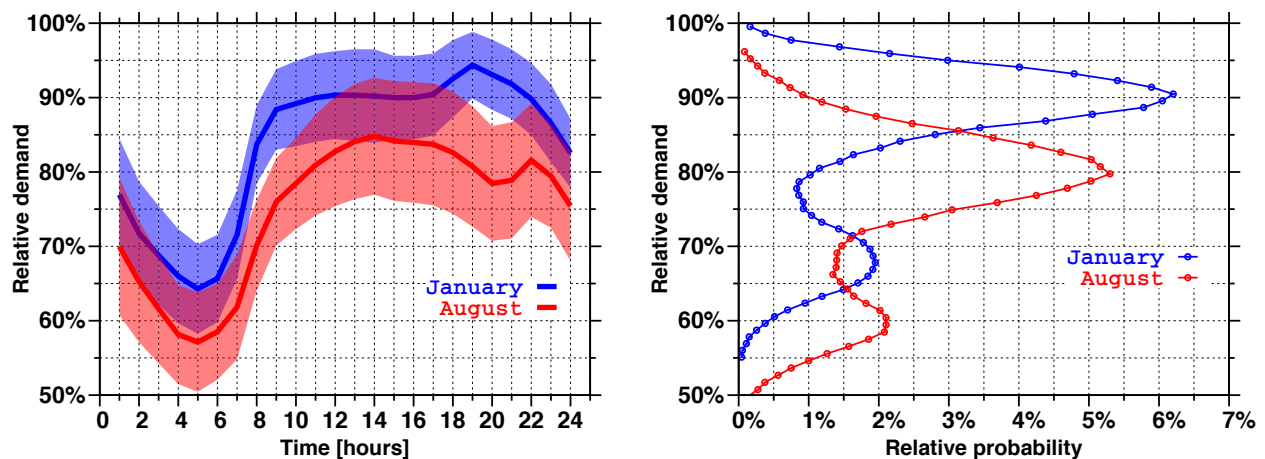 100%
90%
80%
70%
60%
50%
Relative demand
0 2 4 6 8 10 12 14 16 18 20 22 24
Time [hours]
January
August
100%
90%
80%
70%
60%
50%
Relative demand
0% 1% 2% 3% 4% 5% 6% 7%
Relative probability
January
August